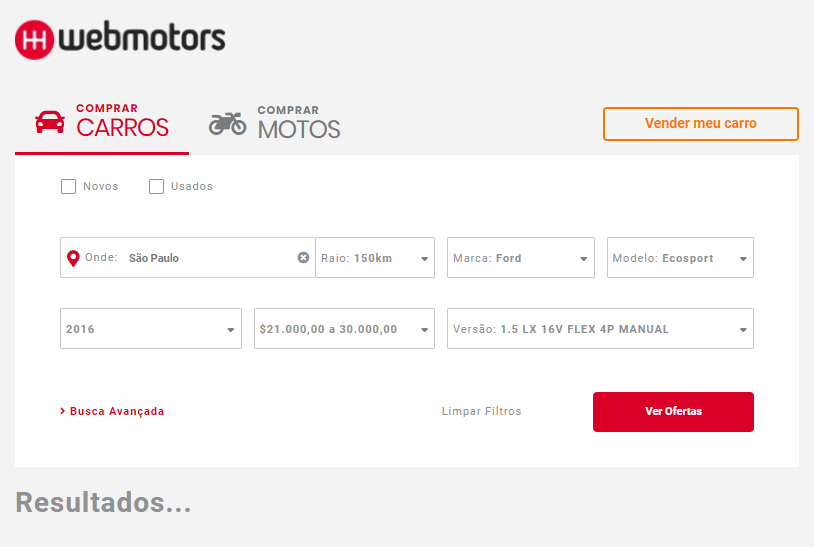 webmotors
COMPRAR
CARROS
COMPRAR
MOTOS
Vender meu carro
Novos
Usados
Onde: São Paulo
Raio: 150km
Marca: Ford
Modelo: Ecosport
2016
$21.000,00 a 30.000,00
Versão: 1.5 LX 16V FLEX 4P MANUAL
Busca Avançada
Limpar Filtros
Ver Ofertas
Resultados...